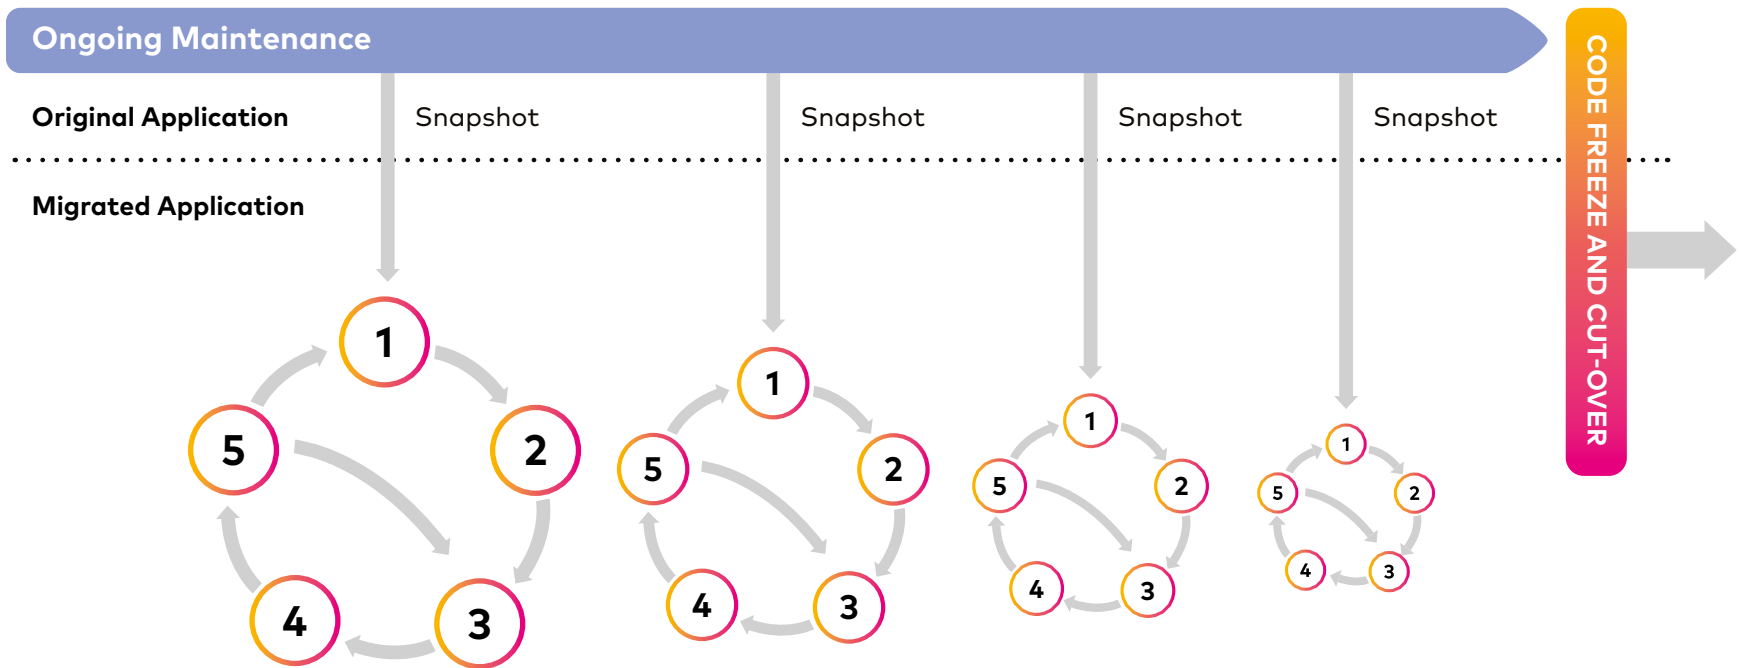 Ongoing Maintenance
Original Application
Snapshot
Snapshot
Snapshot
Snapshot
CODE FREEZE AND CUT-OVER
Migrated Application
1
2
3
4
5
1
2
3
4
5
1
2
3
4
5
1
2
3
4
5